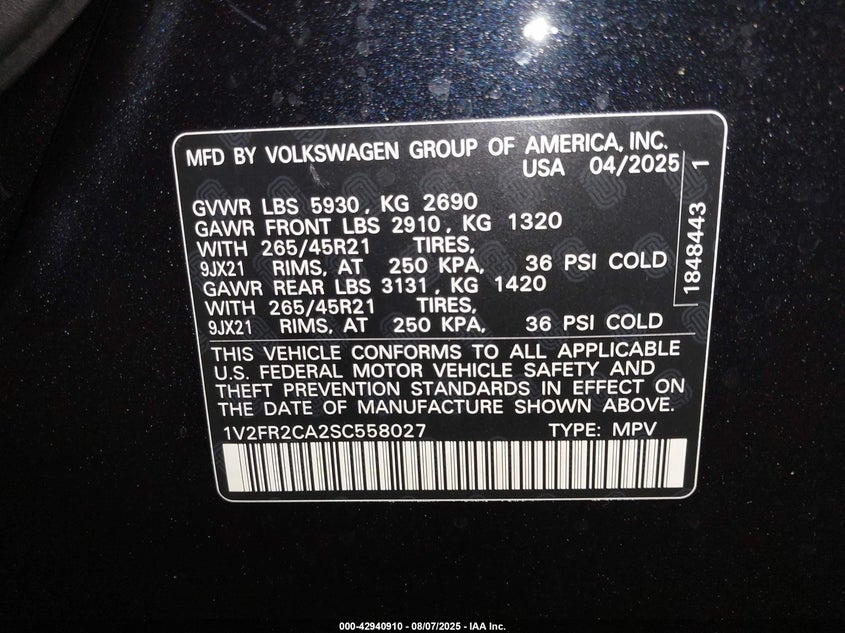 MFD BY VOLKSWAGEN GROUP OF AMERICA, INC.
USA 04/2025
GVWR LBS 5930, KG 2690
GAWR FRONT LBS 2910, KG 1320
WITH 265/45R21 TIRES,
9JX21 RIMS, AT 250 KPA, 36 PSI COLD
GAWR REAR LBS 3131, KG 1420
WITH 265/45R21 TIRES,
9JX21 RIMS, AT 250 KPA, 36 PSI COLD
1848443 1
THIS VEHICLE CONFORMS TO ALL APPLICABLE
U.S. FEDERAL MOTOR VEHICLE SAFETY AND
THEFT PREVENTION STANDARDS IN EFFECT ON
THE DATE OF MANUFACTURE SHOWN ABOVE.
1V2FR2CA2SC558027 TYPE: MPV
000-42940910 - 08/07/2025 - IAA Inc.